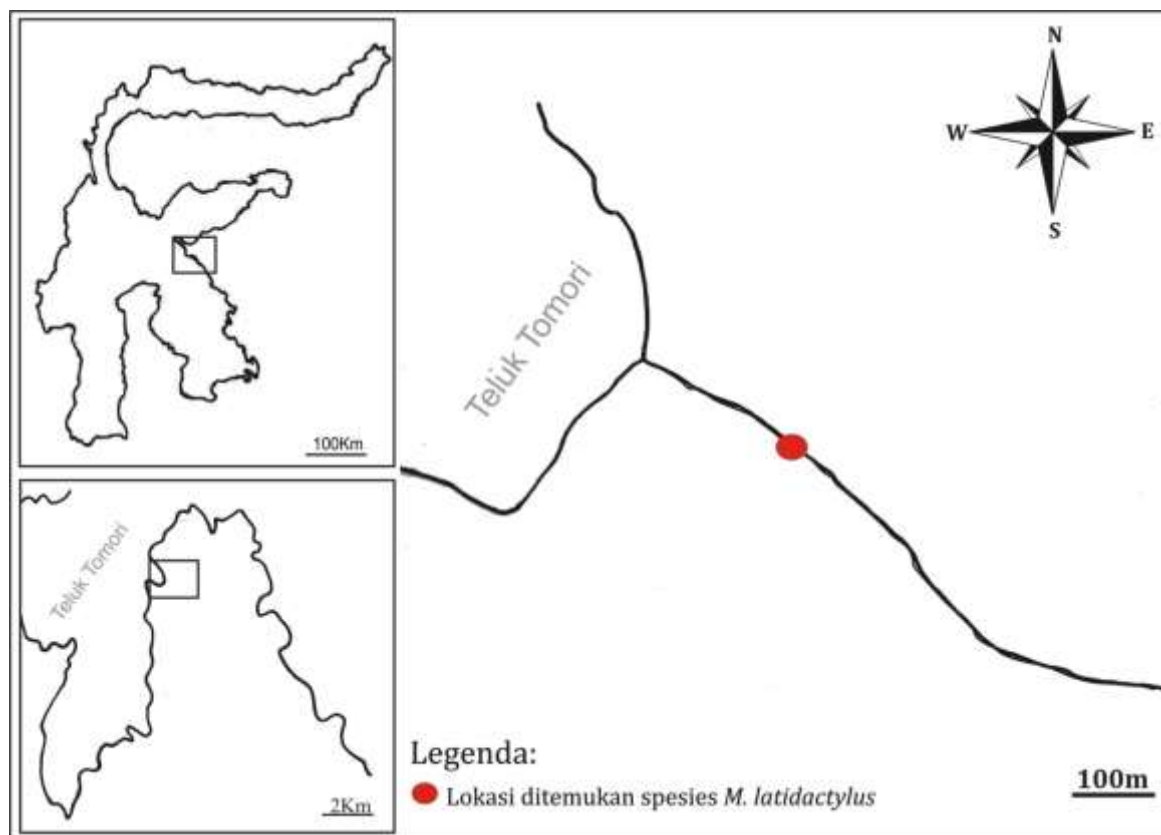 100Km
Teluk Tomori
2Km
Teluk Tomori
N
W
E
S
Legenda:
Lokasi ditemukan spesies M. latidactylus
100m